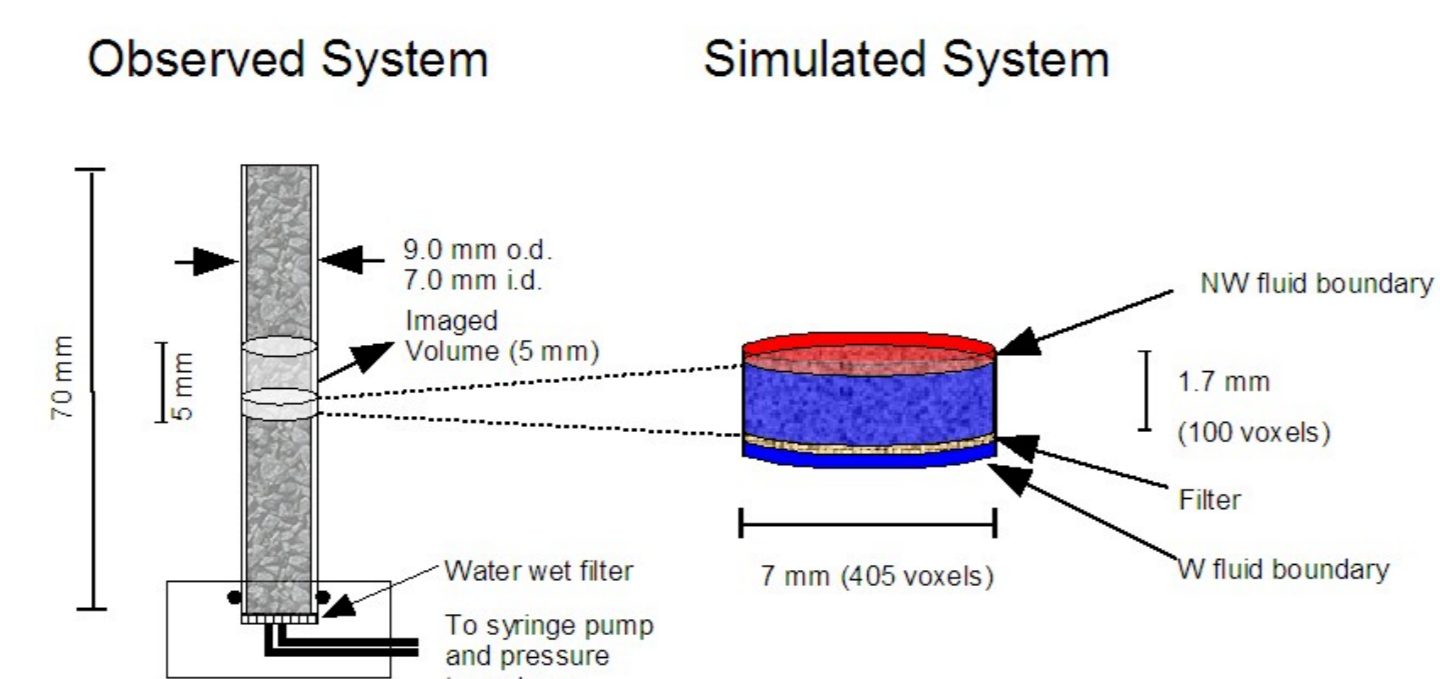 Observed System
Simulated System
9.0 mm o.d.
7.0 mm i.d.
Imaged
Volume (5 mm)
70 mm
5 mm
Water wet filter
To syringe pump
and pressure
NW fluid boundary
1.7 mm
(100 voxels)
Filter
W fluid boundary
7 mm (405 voxels)